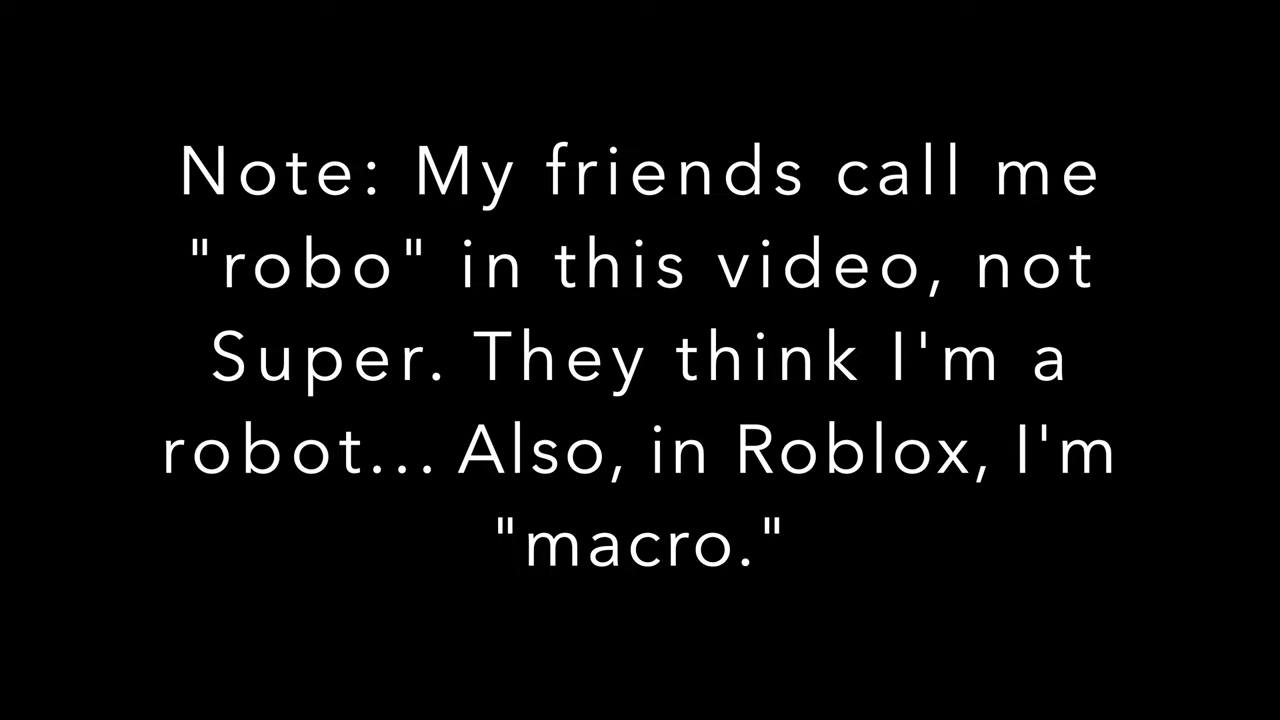 Note: My friends call me
"robo" in this video, not
Super. They think I'm a
robot... Also, in Roblox, I'm
"macro."